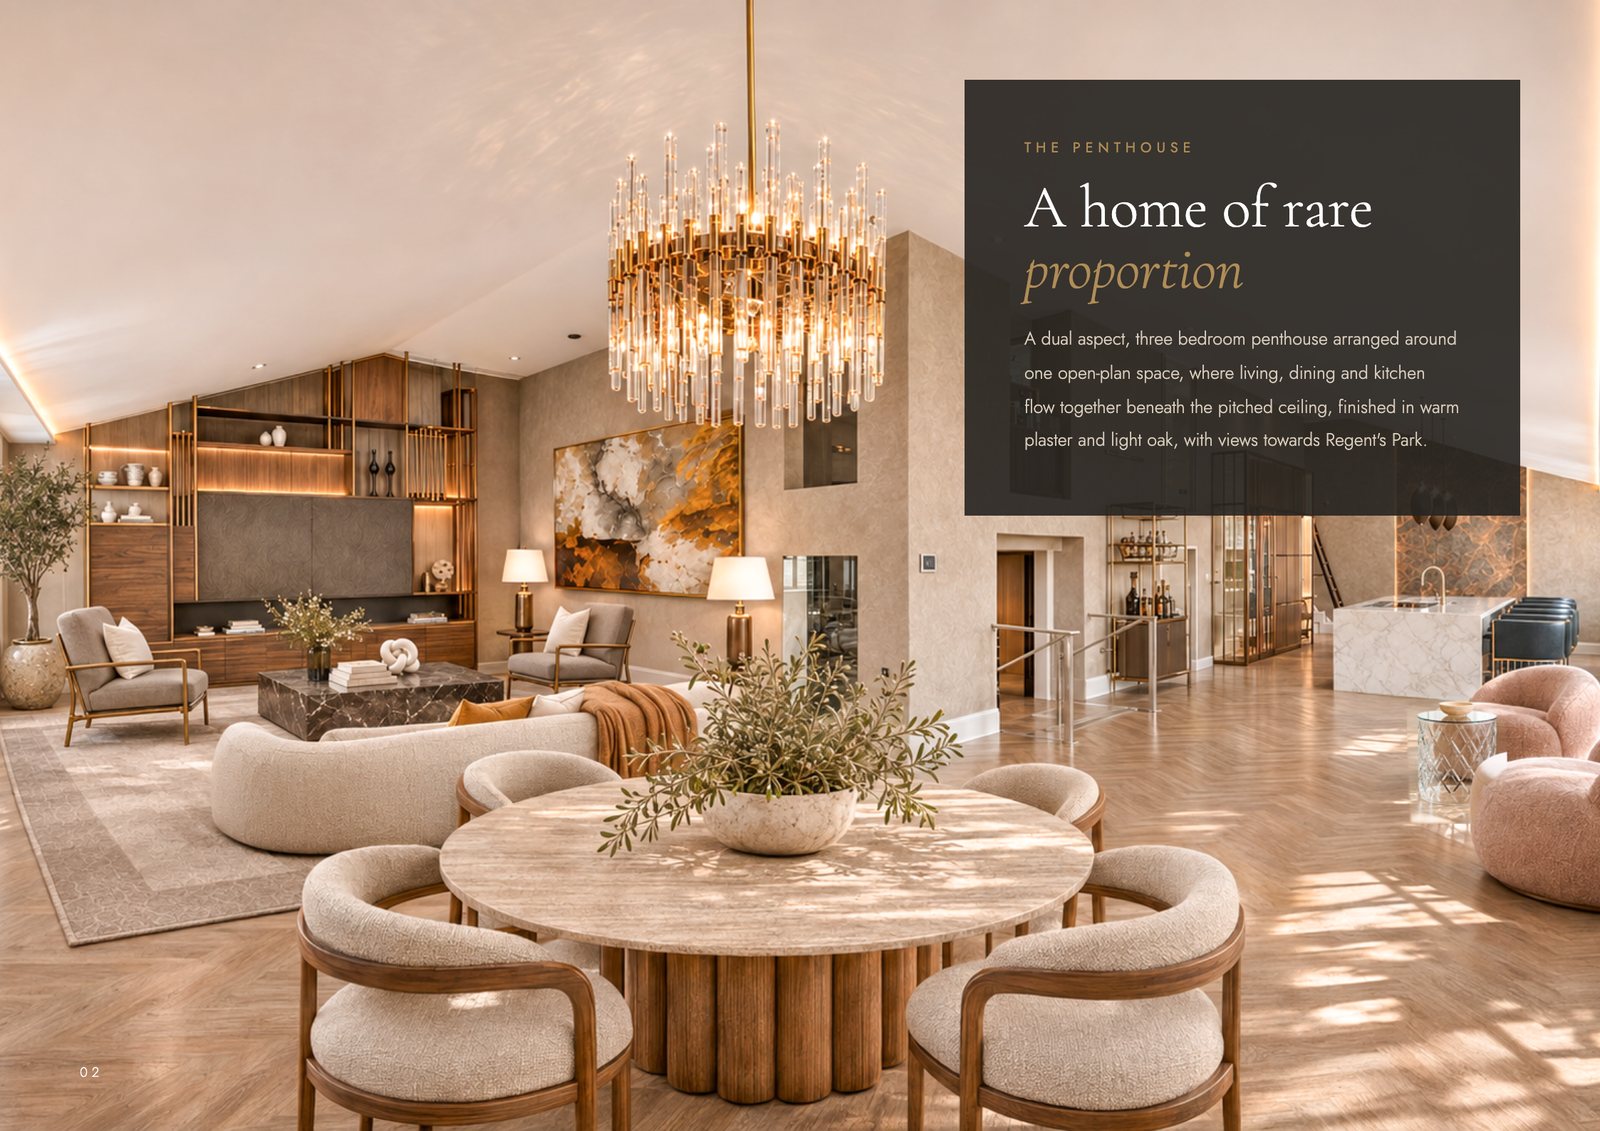 THE PENTHOUSE
A home of rare
proportion
A dual aspect, three bedroom penthouse arranged around
one open-plan space, where living, dining and kitchen
flow together beneath the pitched ceiling, finished in warm
plaster and light oak, with views towards Regent's Park.
02